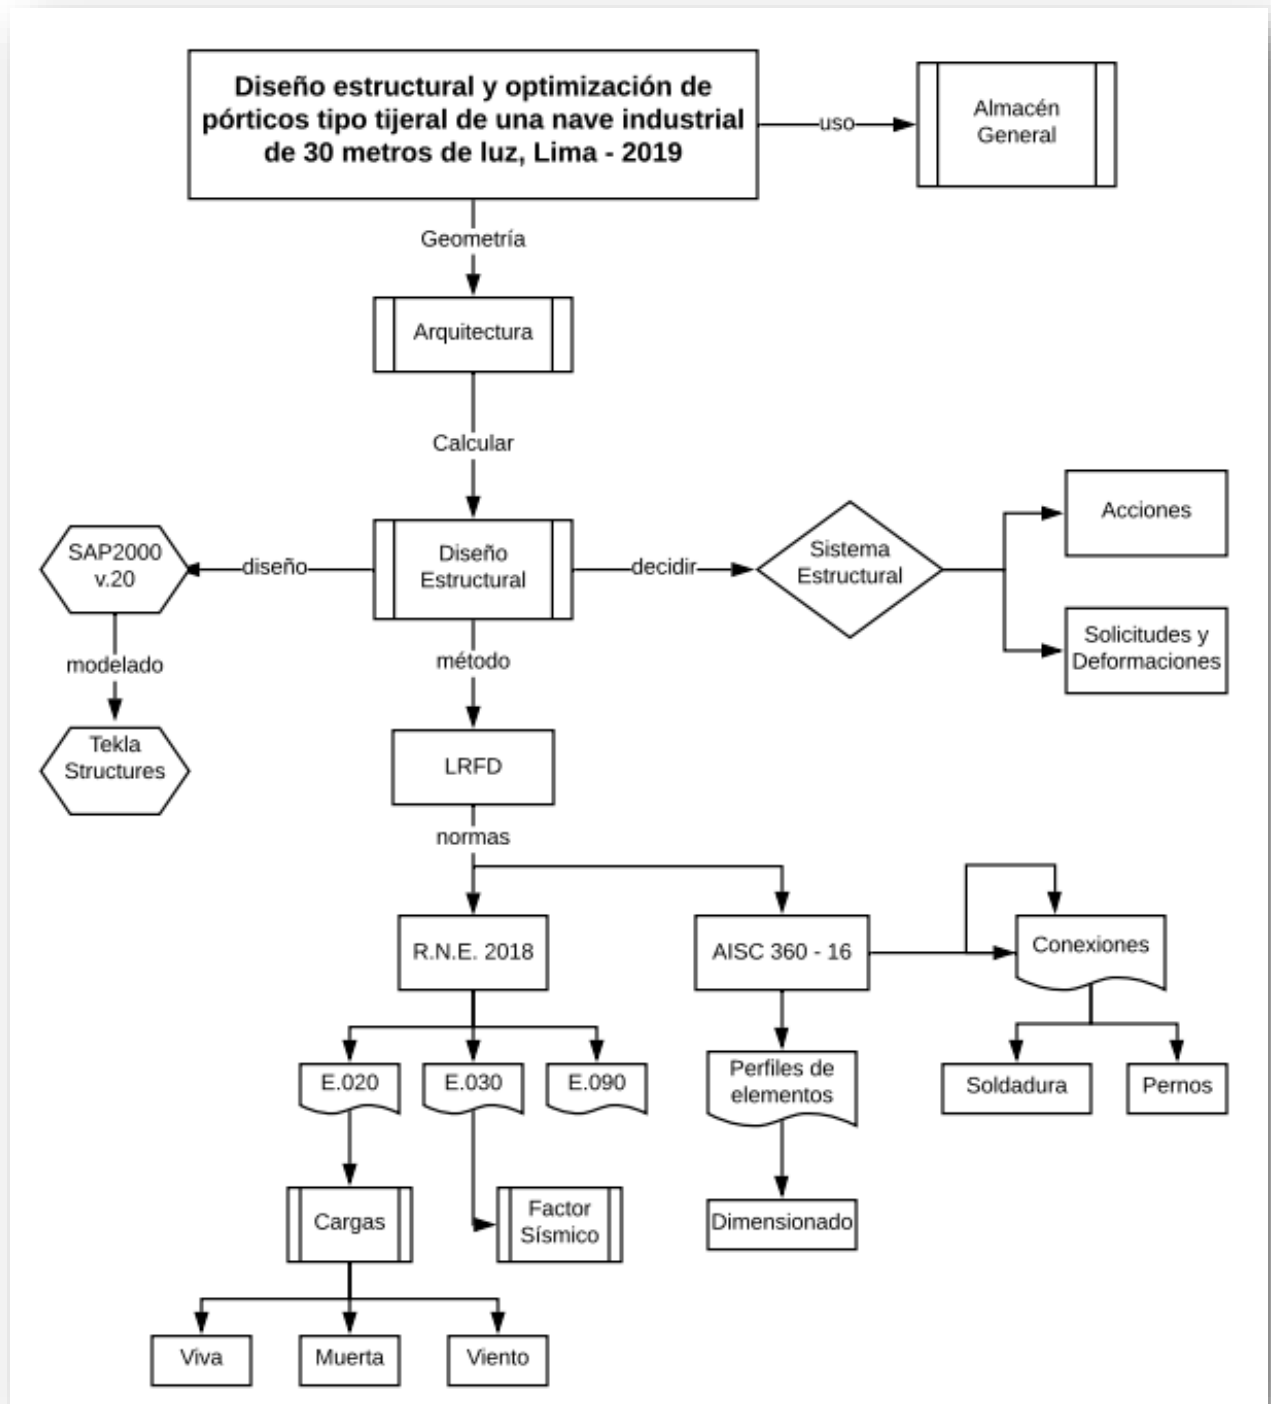 Diseño estructural y optimización de
pórticos tipo tijeral de una nave industrial
de 30 metros de luz, Lima - 2019
uso
Almacén
General
Geometría
Arquitectura
Calcular
Diseño
Estructural
diseño
SAP2000
v.20
modelado
Tekla
Structures
decidir
Sistema
Estructural
Acciones
Solicitudes y
Deformaciones
método
LRFD
normas
R.N.E. 2018
AISC 360 - 16
Conexiones
E.020
E.030
E.090
Perfiles de
elementos
Soldadura
Pernos
Cargas
Factor
Sísmico
Dimensionado
Viva
Muerta
Viento